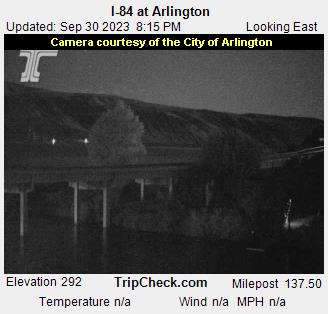 I-84 at Arlington
Updated: Sep 30 2023 8:15 PM Looking East
Camera courtesy of the City of Arlington
Elevation 292 TripCheck.com Milepost 137.50
Temperature n/a Wind n/a MPH n/a